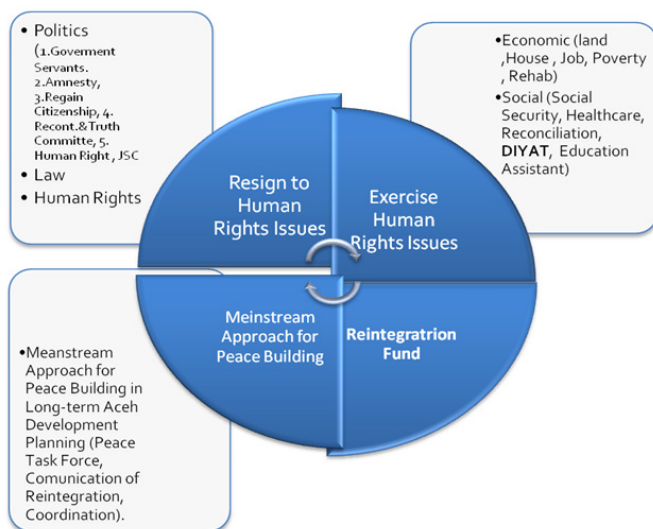 • Politics
(1.Goverment
Servants.
2.Amnesty,
3.Regain
Citizenship, 4.
Recont.&Truth
Committe, 5.
Human Right , JSC
• Law
• Human Rights
•Economic (land
,House , Job, Poverty
, Rehab)
•Social (Social
Security, Healthcare,
Reconciliation,
DIYAT, Education
Assistant)
Resign to
Human
Rights Issues
Exercise
Human
Rights Issues
Meinstream
Approach for
Peace Building
Reintegratrion
Fund
•Meanstream
Approach for
Peace Building in
Long-term Aceh
Development
Planning (Peace
Task Force,
Comunication of
Reintegration,
Coordination).